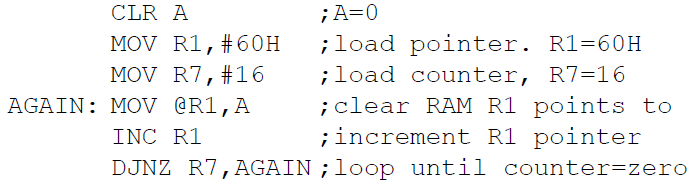 CLR A ;A=0
MOV R1,#60H ;load pointer. R1=60H
MOV R7,#16 ;load counter, R7=16
AGAIN: MOV @R1,A ;clear RAM R1 points to
INC R1 ;increment R1 pointer
DJNZ R7,AGAIN ;loop until counter=zero